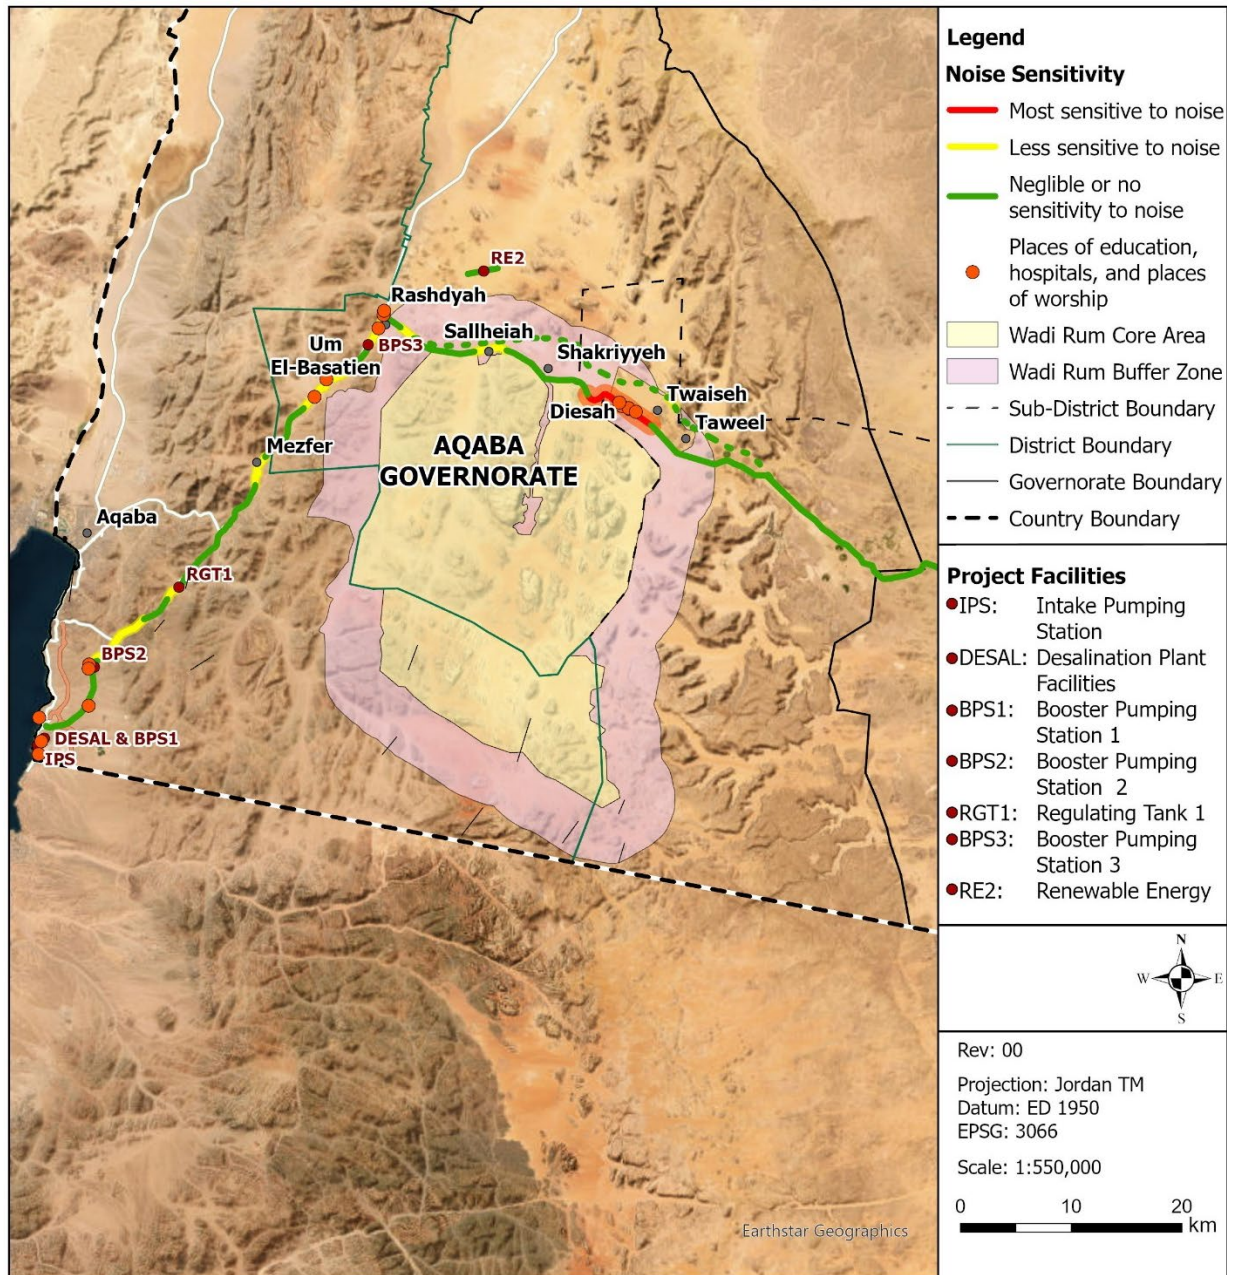 RE2
Rashdyah
Um
El-Basatien
BPS3
Sallheiah
Shakriyyeh
Twaiseh
Diesah
Taweel
Mezfer
AQABA
GOVERNORATE
Aqaba
RGT1
BPS2
DESAL & BPS1
IPS
Earthstar Geographics
Legend
Noise Sensitivity
Most sensitive to noise
Less sensitive to noise
Neglible or no
sensitivity to noise
Places of education,
hospitals, and places
of worship
Wadi Rum Core Area
Wadi Rum Buffer Zone
Sub-District Boundary
District Boundary
Governorate Boundary
Country Boundary
Project Facilities
IPS: Intake Pumping
Station
DESAL: Desalination Plant
Facilities
BPS1: Booster Pumping
Station 1
BPS2: Booster Pumping
Station 2
RGT1: Regulating Tank 1
BPS3: Booster Pumping
Station 3
RE2: Renewable Energy
N
W E
S
Rev: 00
Projection: Jordan TM
Datum: ED 1950
EPSG: 3066
Scale: 1:550,000
0 10 20
km